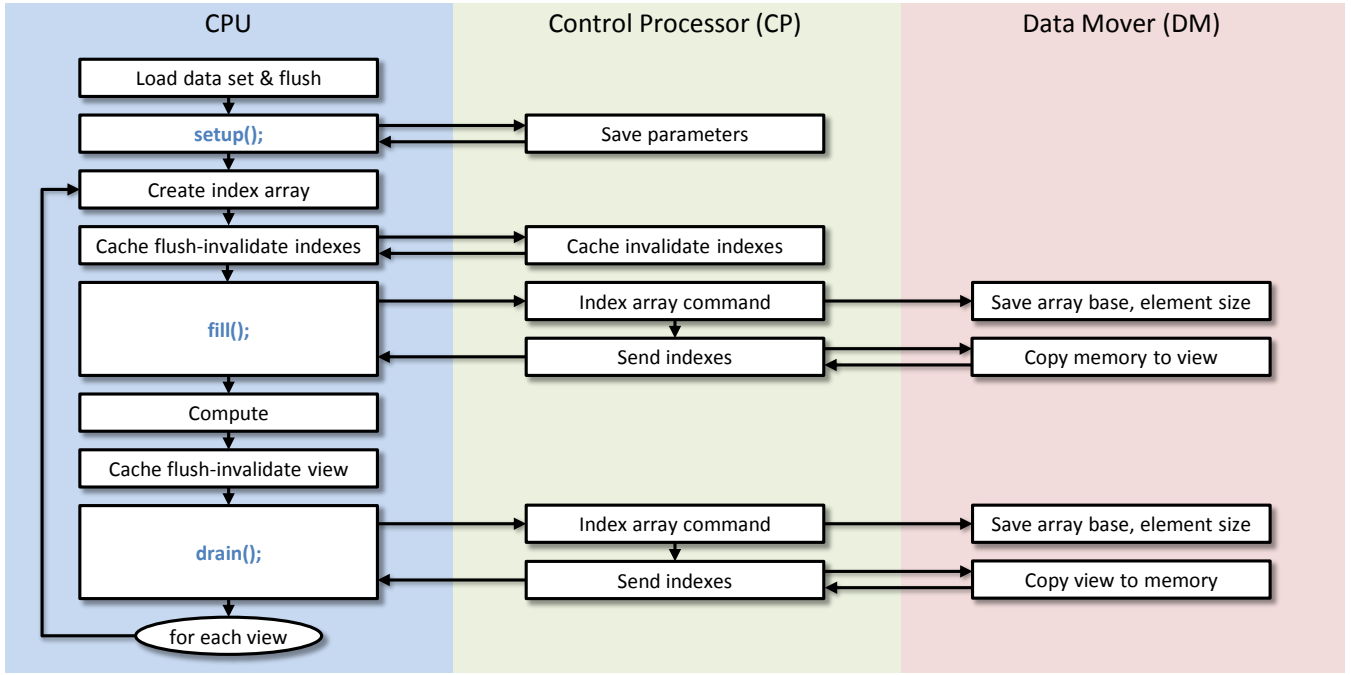 CPU
Control Processor (CP)
Data Mover (DM)
Load data set & flush
setup();
Save parameters
Create index array
Cache flush-invalidate indexes
Cache invalidate indexes
fill();
Index array command
Save array base, element size
Send indexes
Copy memory to view
Compute
Cache flush-invalidate view
drain();
Index array command
Save array base, element size
Send indexes
Copy view to memory
for each view